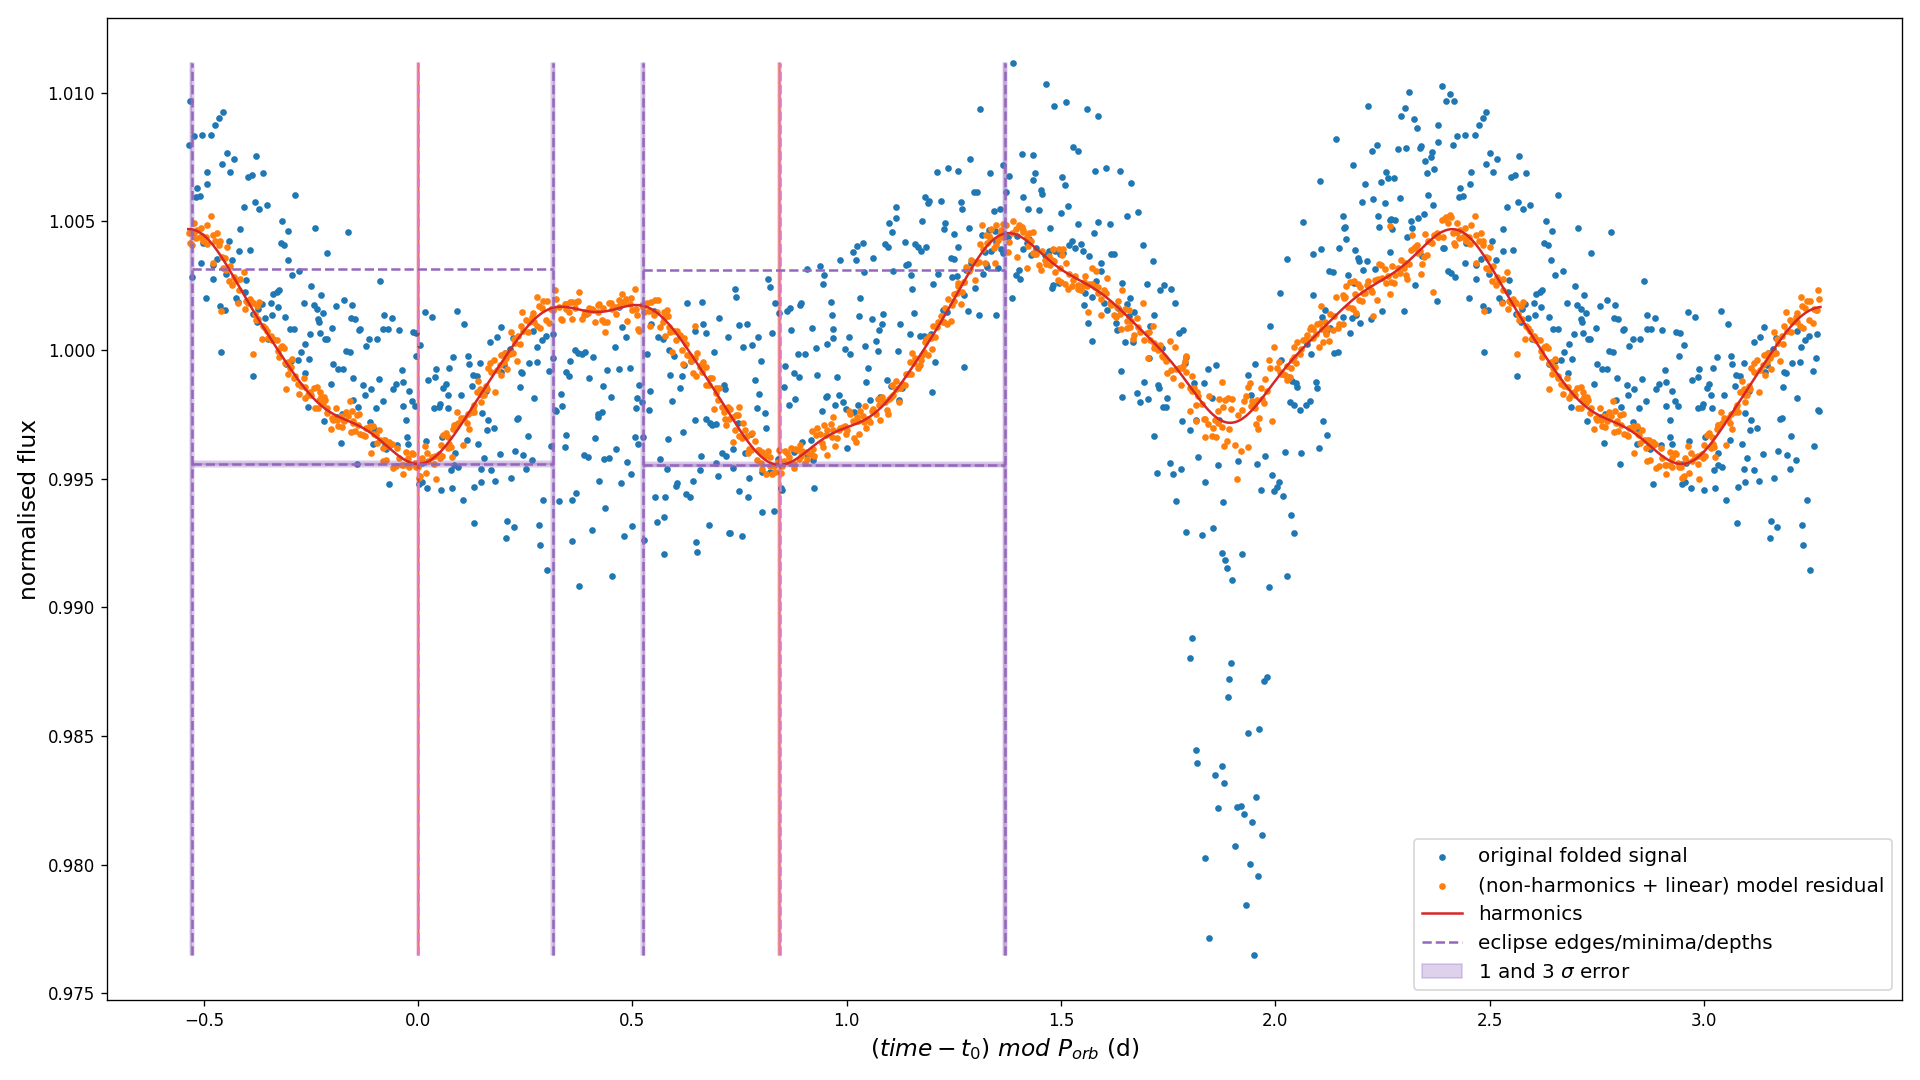 1.010
1.005
1.000
0.995
0.990
0.985
0.980
0.975
normalised flux
−0.5 0.0 0.5 1.0 1.5 2.0 2.5 3.0
(time − t₀) mod Pₒᵣb (d)
original folded signal
(non-harmonics + linear) model residual
harmonics
eclipse edges/minima/depths
1 and 3 σ error